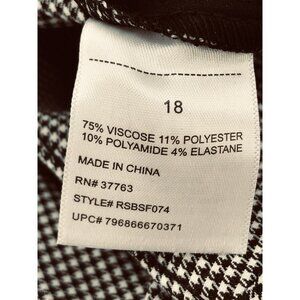 18
75% VISCOSE 11% POLYESTER
10% POLYAMIDE 4% ELASTANE
MADE IN CHINA
RN# 37763
STYLE# RSBSF074
UPC# 796866670371